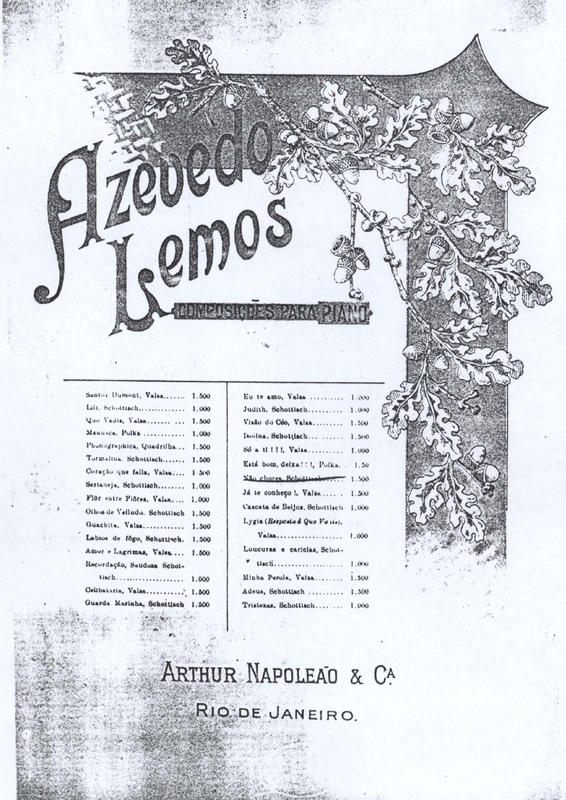 Azevedo
Lemos
COMPOSIÇÕES PARA PIANO
Santos Dumont, Valsa....... 1.500
Lili, Schottisch.............. 1.000
Quo Vadis, Valsa....... ... 1.500
Manusca, Polka ............ 1.000
Phonographica, Quadrilha... 1.500
Tormalina, Schottisch....... 1.500
Coração que falla, Valsa.... 1.500
Sertaneja, Schottisch........ 1.000
Flôr entre Flôres, Valsa.... 1.000
Olhos de Velludo, Schottisch 1.500
Guachita, Valsa............. 1.500
Labios de fôgo, Schottisch. 1.500
Amor e Lagrimas, Valsa.... 1.500
Recordação, Saudosa Schot-
tisch.................... 1.000
Celibataria, Valsa........... 1.500
Guarda Marinha, Schottisch 1.500
Eu te amo, Valsa .......... 1.000
Judith, Schottisch.......... 1.000
Visão do Céo, Valsa......... 1.500
Isolina, Schottisch.......... 1.500
Só a ti!!!, Valsa............ 1.000
Está bom, deixa!!!, Polka.. 1.50
Não chores, Schottisch...... 1.500
Já te conheço!, Valsa...... 1.500
Cascata de Beijos, Schottisch 1.000
Lygia (Resposta á Quo Vadis),
Valsa.................. 1.000
Loucuras e caricias, Schot-
tisch.................. 1.000
Minha Perola, Valsa........ 1.500
Adeus, Schottisch .......... 1.500
Tristezas, Schottisch........ 1.000
ARTHUR NAPOLEÃO & CA
RIO DE JANEIRO.